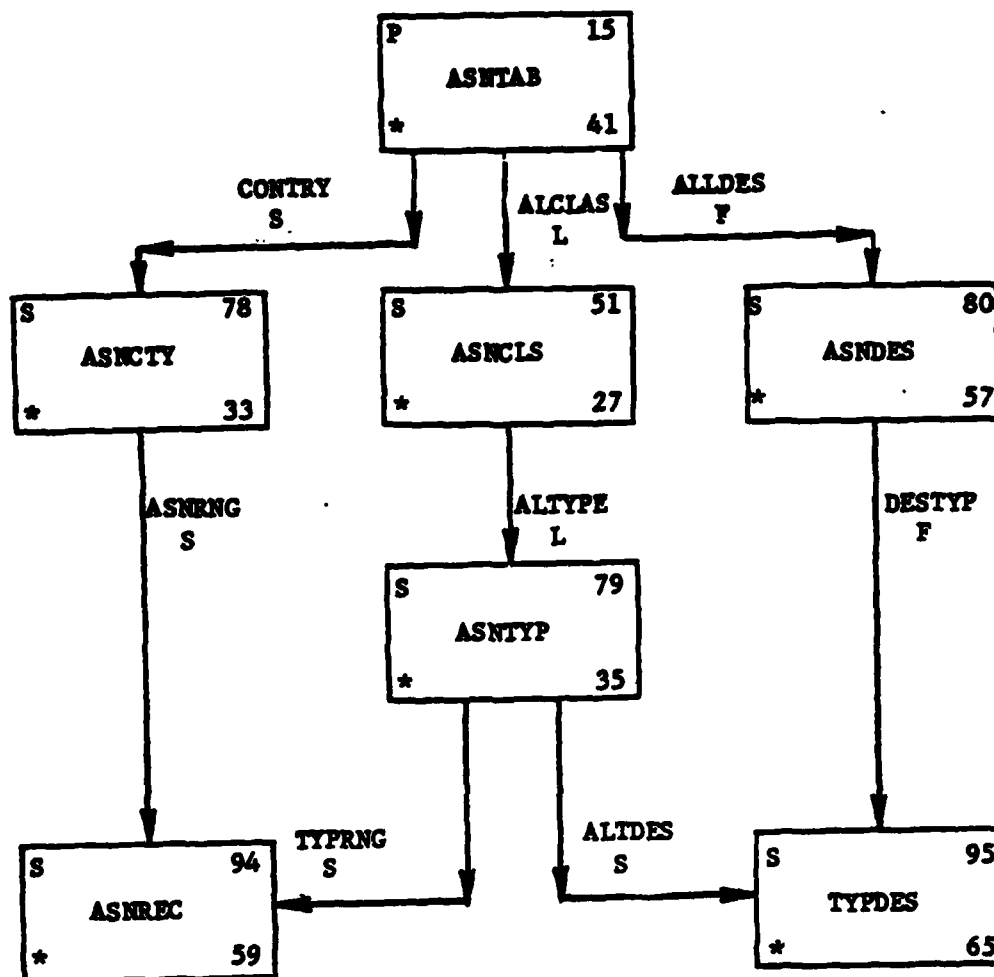 P 15
ASNTAB
* 41
CONTRY
S
ALCLAS
L
ALLDES
F
S 78
ASNCTY
* 33
S 51
ASNCLS
* 27
S 80
ASNDES
* 57
ASNRNG
S
ALTYPE
L
DESTYP
F
S 79
ASNTYP
* 35
TYPRNG
S
ALTDES
S
S 94
ASNREC
* 59
S 95
TYPDES
* 65